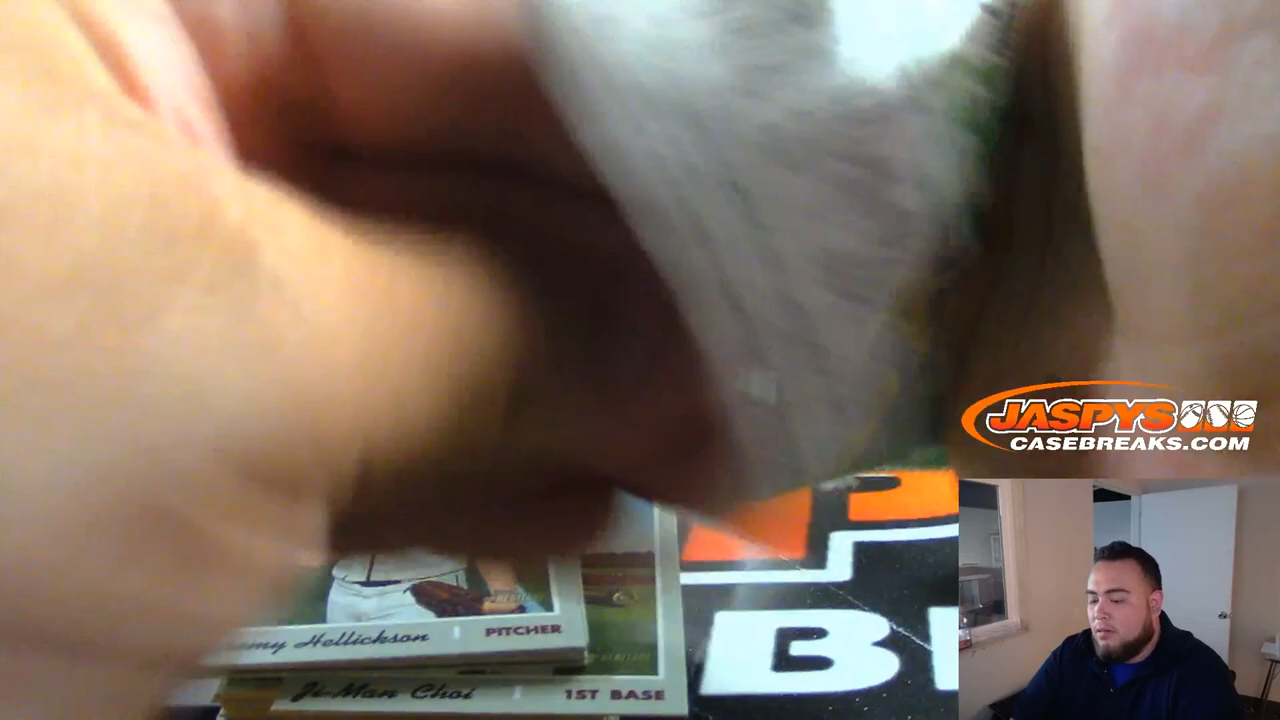 JASPYS
CASEBREAKS.COM
Hellickson PITCHER
Ji-Man Choi 1ST BASE
B